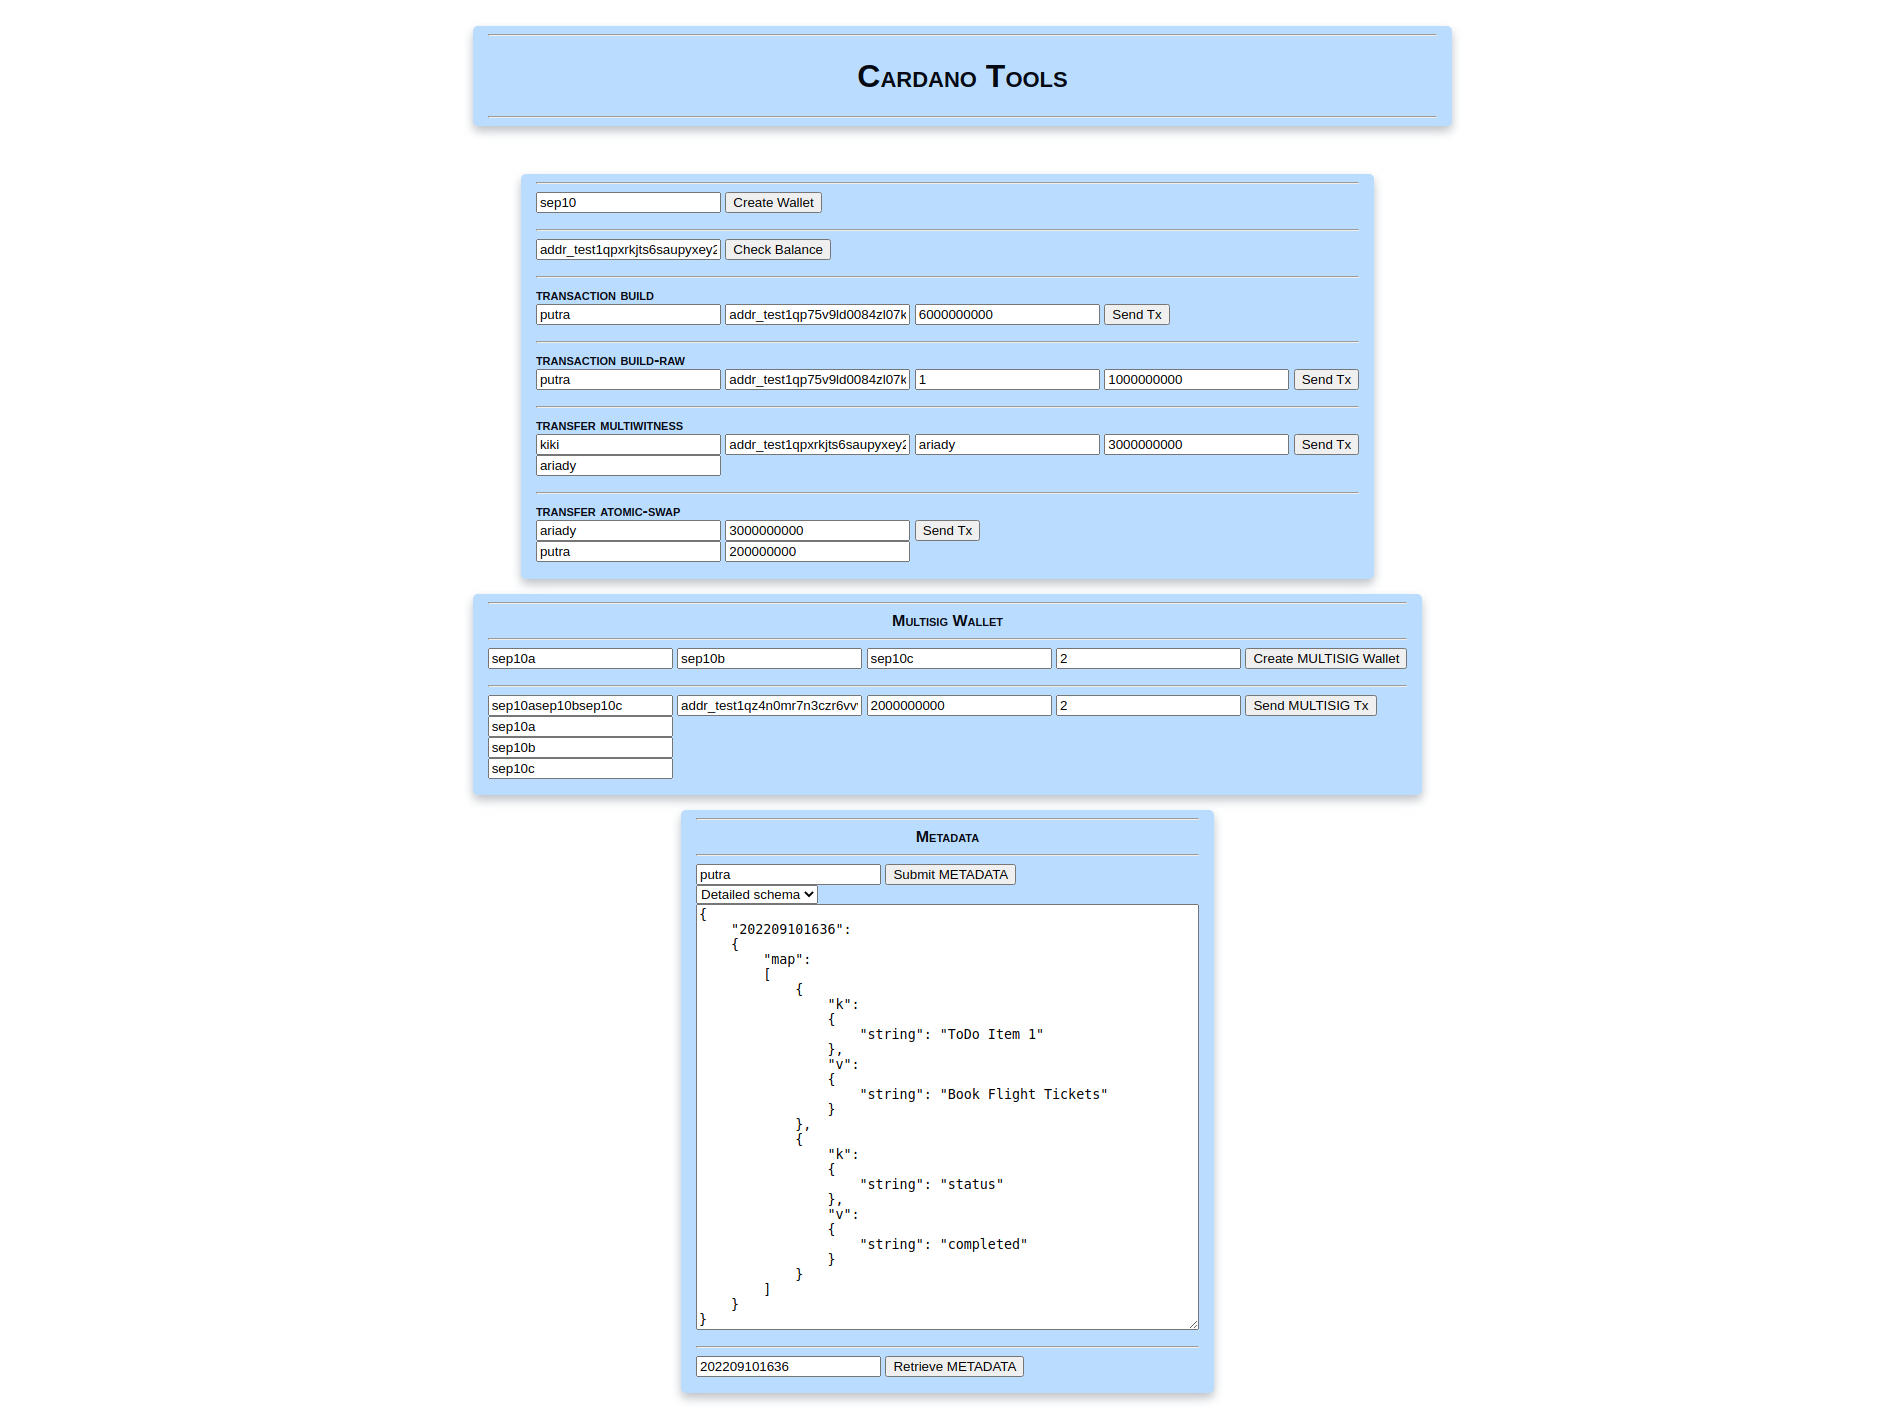 Cardano Tools
sep10 Create Wallet
addr_test1qpxrkjts6saupyxey2 Check Balance
transaction build
putra addr_test1qp75v9ld0084zl07k 6000000000 Send Tx
transaction build-raw
putra addr_test1qp75v9ld0084zl07k 1 1000000000 Send Tx
transfer multiwitness
kiki addr_test1qpxrkjts6saupyxey2 ariady 3000000000 Send Tx
ariady
transfer atomic-swap
ariady 3000000000 Send Tx
putra 200000000
Multisig Wallet
sep10a sep10b sep10c 2 Create MULTISIG Wallet
sep10asep10bsep10c addr_test1qz4n0mr7n3czr6vv 2000000000 2 Send MULTISIG Tx
sep10a
sep10b
sep10c
Metadata
putra Submit METADATA
Detailed schema
{
    "202209101636":
    {
        "map":
        [
            {
                "k":
                {
                    "string": "ToDo Item 1"
                },
                "v":
                {
                    "string": "Book Flight Tickets"
                }
            },
            {
                "k":
                {
                    "string": "status"
                },
                "v":
                {
                    "string": "completed"
                }
            }
        ]
    }
}
202209101636 Retrieve METADATA